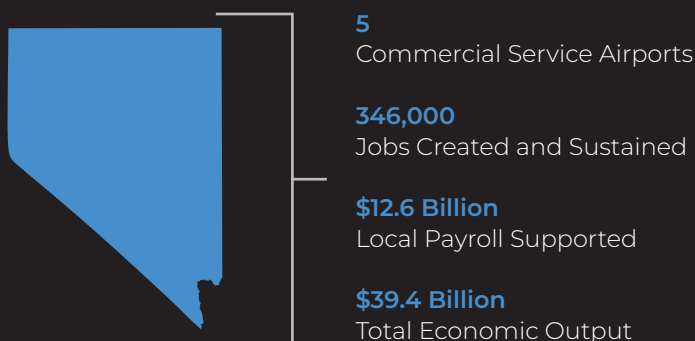 5
Commercial Service Airports
346,000
Jobs Created and Sustained
$12.6 Billion
Local Payroll Supported
$39.4 Billion
Total Economic Output